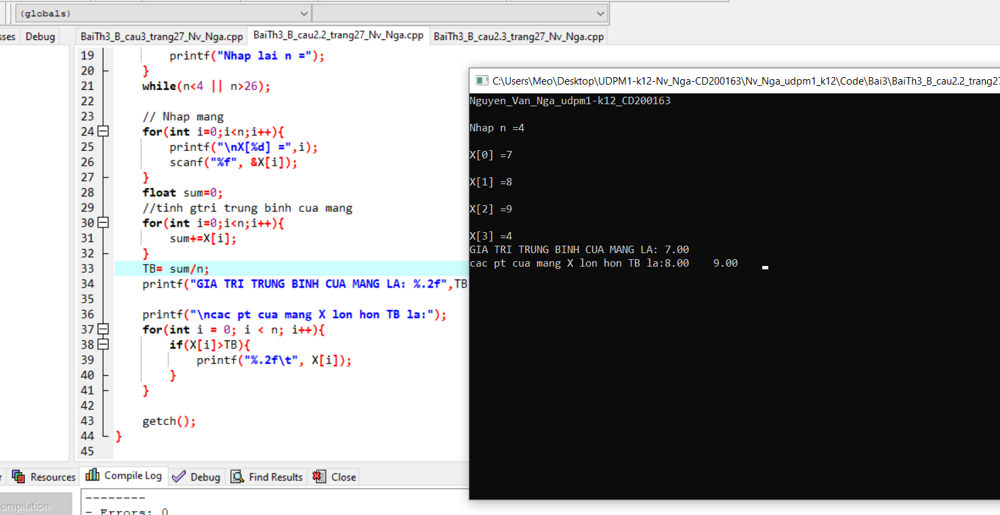 (globals)
sses Debug BaiTh3_B_cau3_trang27_Nv_Nga.cpp BaiTh3_B_cau2.2_trang27_Nv_Nga.cpp BaiTh3_B_cau2.3_trang27_Nv_Nga.cpp
19 printf("Nhap lai n =");
20 }
21 while(n<4 || n>26);
22
23 // Nhap mang
24 for(int i=0;i<n;i++){
25 printf("\nX[%d] =",i);
26 scanf("%f", &X[i]);
27 }
28 float sum=0;
29 //tinh gtri trung binh cua mang
30 for(int i=0;i<n;i++){
31 sum+=X[i];
32 }
33 TB= sum/n;
34 printf("GIA TRI TRUNG BINH CUA MANG LA: %.2f",TB
35
36 printf("\ncac pt cua mang X lon hon TB la:");
37 for(int i = 0; i < n; i++){
38 if(X[i]>TB){
39 printf("%.2f\t", X[i]);
40 }
41 }
42
43 getch();
44 }
45
C:\Users\Meo\Desktop\UDPM1-k12-Nv_Nga-CD200163\Nv_Nga_udpm1_k12\Code\Bai3\BaiTh3_B_cau2.2_trang27
Nguyen_Van_Nga_udpm1-k12_CD200163
Nhap n =4
X[0] =7
X[1] =8
X[2] =9
X[3] =4
GIA TRI TRUNG BINH CUA MANG LA: 7.00
cac pt cua mang X lon hon TB la:8.00 9.00
r Resources Compile Log Debug Find Results Close
ompilation
--------
- Errors: 0